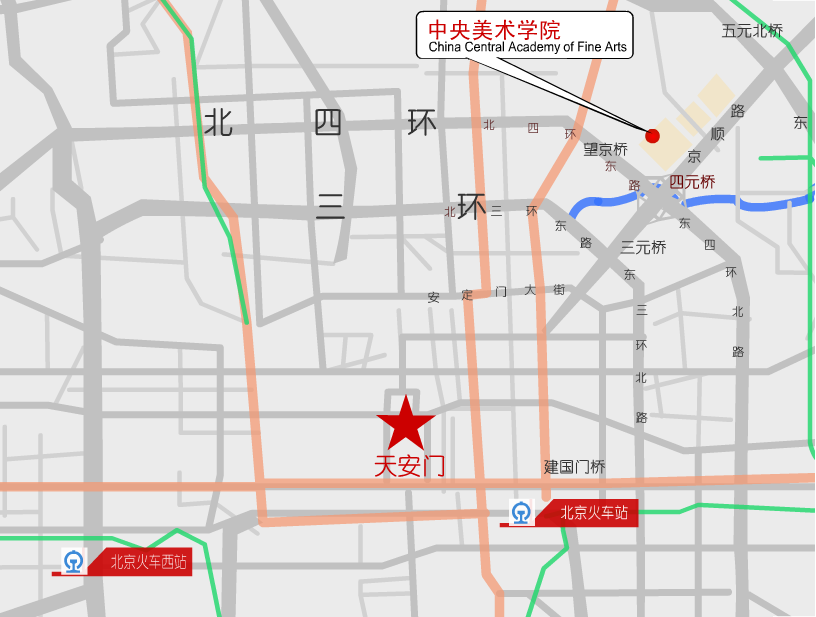 中央美术学院
China Central Academy of Fine Arts
五元北桥
北 四 环
北 四 环 东 路
望京桥
京 顺 路
东
四元桥
三 环
北 三 环 东 路
三元桥
东 四 环 北 路
安 定 门 大 街
东 三 环 北 路
天安门
建国门桥
北京火车站
北京火车西站